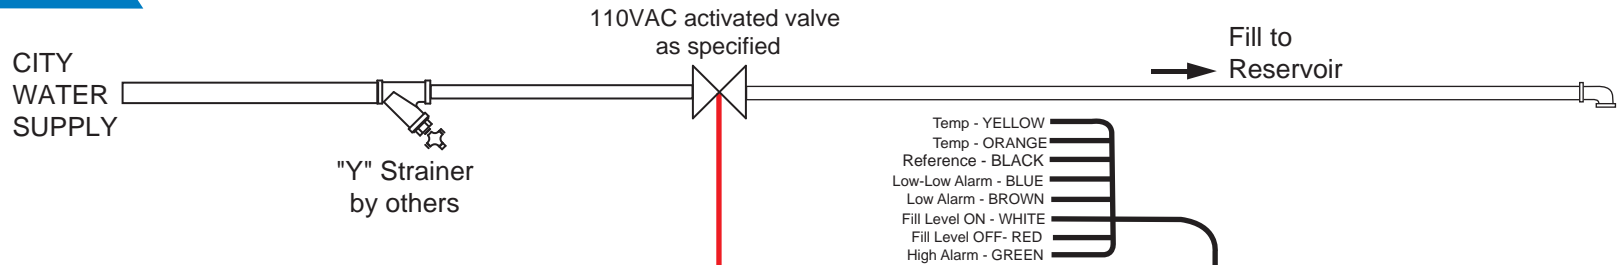 110VAC activated valve
as specified
CITY
WATER
SUPPLY
Fill to
Reservoir
"Y" Strainer
by others
Temp - YELLOW
Temp - ORANGE
Reference - BLACK
Low-Low Alarm - BLUE
Low Alarm - BROWN
Fill Level ON - WHITE
Fill Level OFF- RED
High Alarm - GREEN